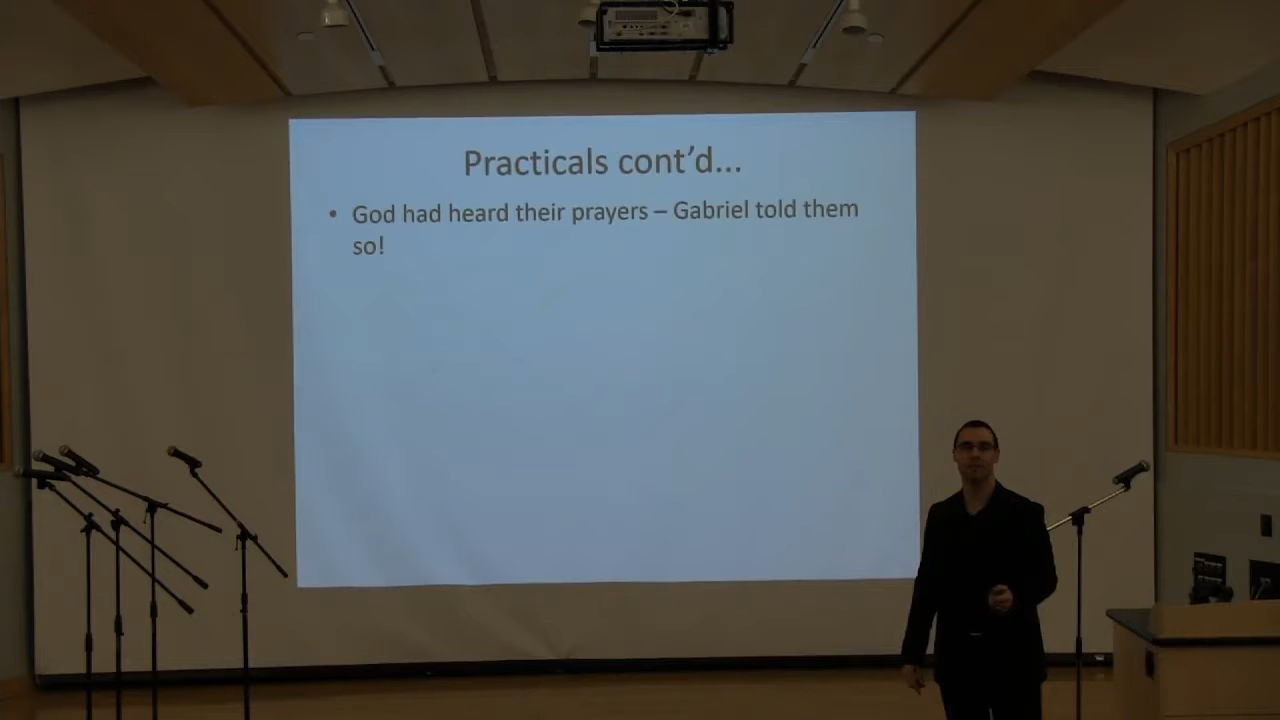 Practicals cont’d...
• God had heard their prayers – Gabriel told them
so!